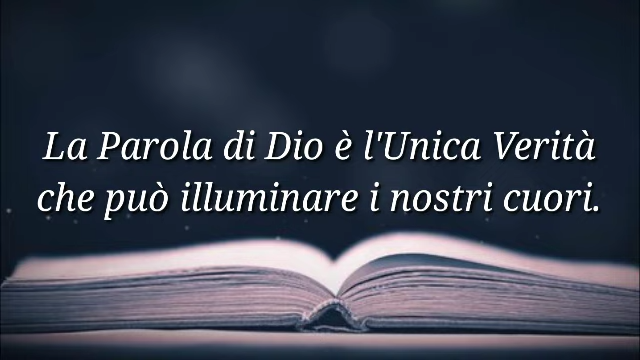 La Parola di Dio è l'Unica Verità
che può illuminare i nostri cuori.